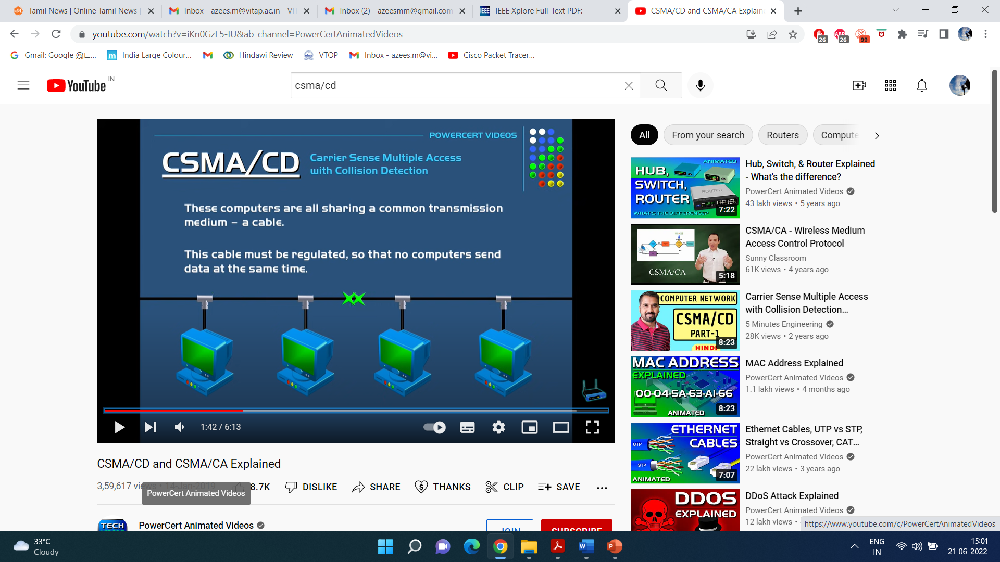 Tamil News | Online Tamil News |
Inbox - azees.m@vitap.ac.in - VIT
Inbox (2) - azeesmm@gmail.com
IEEE
IEEE Xplore Full-Text PDF:
CSMA/CD and CSMA/CA Explain
youtube.com/watch?v=iKn0GzF5-IU&ab_channel=PowerCertAnimatedVideos
26
ABP
26
99
Gmail: Google இட...
India Large Colour...
Hindawi Review
VTOP
Inbox - azees.m@vi...
Cisco Packet Tracer...
YouTube IN
csma/cd
POWERCERT VIDEOS
CSMA/CD
Carrier Sense Multiple Access
with Collision Detection
These computers are all sharing a common transmission
medium – a cable.
This cable must be regulated, so that no computers send
data at the same time.
1:42 / 6:13
CSMA/CD and CSMA/CA Explained
3,59,617 views • 14-Jan-2019
8.7K
DISLIKE
SHARE
THANKS
CLIP
SAVE
PowerCert Animated Videos
TECH
PowerCert Animated Videos
JOIN
SUBSCRIBE
All
From your search
Routers
Compute
ANIMATED
HUB,
SWITCH,
ROUTER
ROUTER
WHAT'S THE DIFFERENCE?
7:22
Hub, Switch, & Router Explained
- What's the difference?
PowerCert Animated Videos
43 lakh views • 5 years ago
CSMA/CA
5:18
CSMA/CA - Wireless Medium
Access Control Protocol
Sunny Classroom
61K views • 4 years ago
COMPUTER NETWORK
CSMA/CD
PART-1
HINDI
8:23
Carrier Sense Multiple Access
with Collision Detection...
5 Minutes Engineering
28K views • 2 years ago
MAC ADDRESS
EXPLAINED
00-04-5A-63-A1-66
ANIMATED
8:23
MAC Address Explained
PowerCert Animated Videos
1.1 lakh views • 4 months ago
ETHERNET
CABLES
UTP
STP
ANIMATED
7:07
Ethernet Cables, UTP vs STP,
Straight vs Crossover, CAT...
PowerCert Animated Videos
22 lakh views • 3 years ago
DDOS
EXPLAINED
DDoS Attack Explained
PowerCert Animated Videos
12 lakh views •
https://www.youtube.com/c/PowerCertAnimatedVideos
33°C
Cloudy
ENG
IN
15:01
21-06-2022